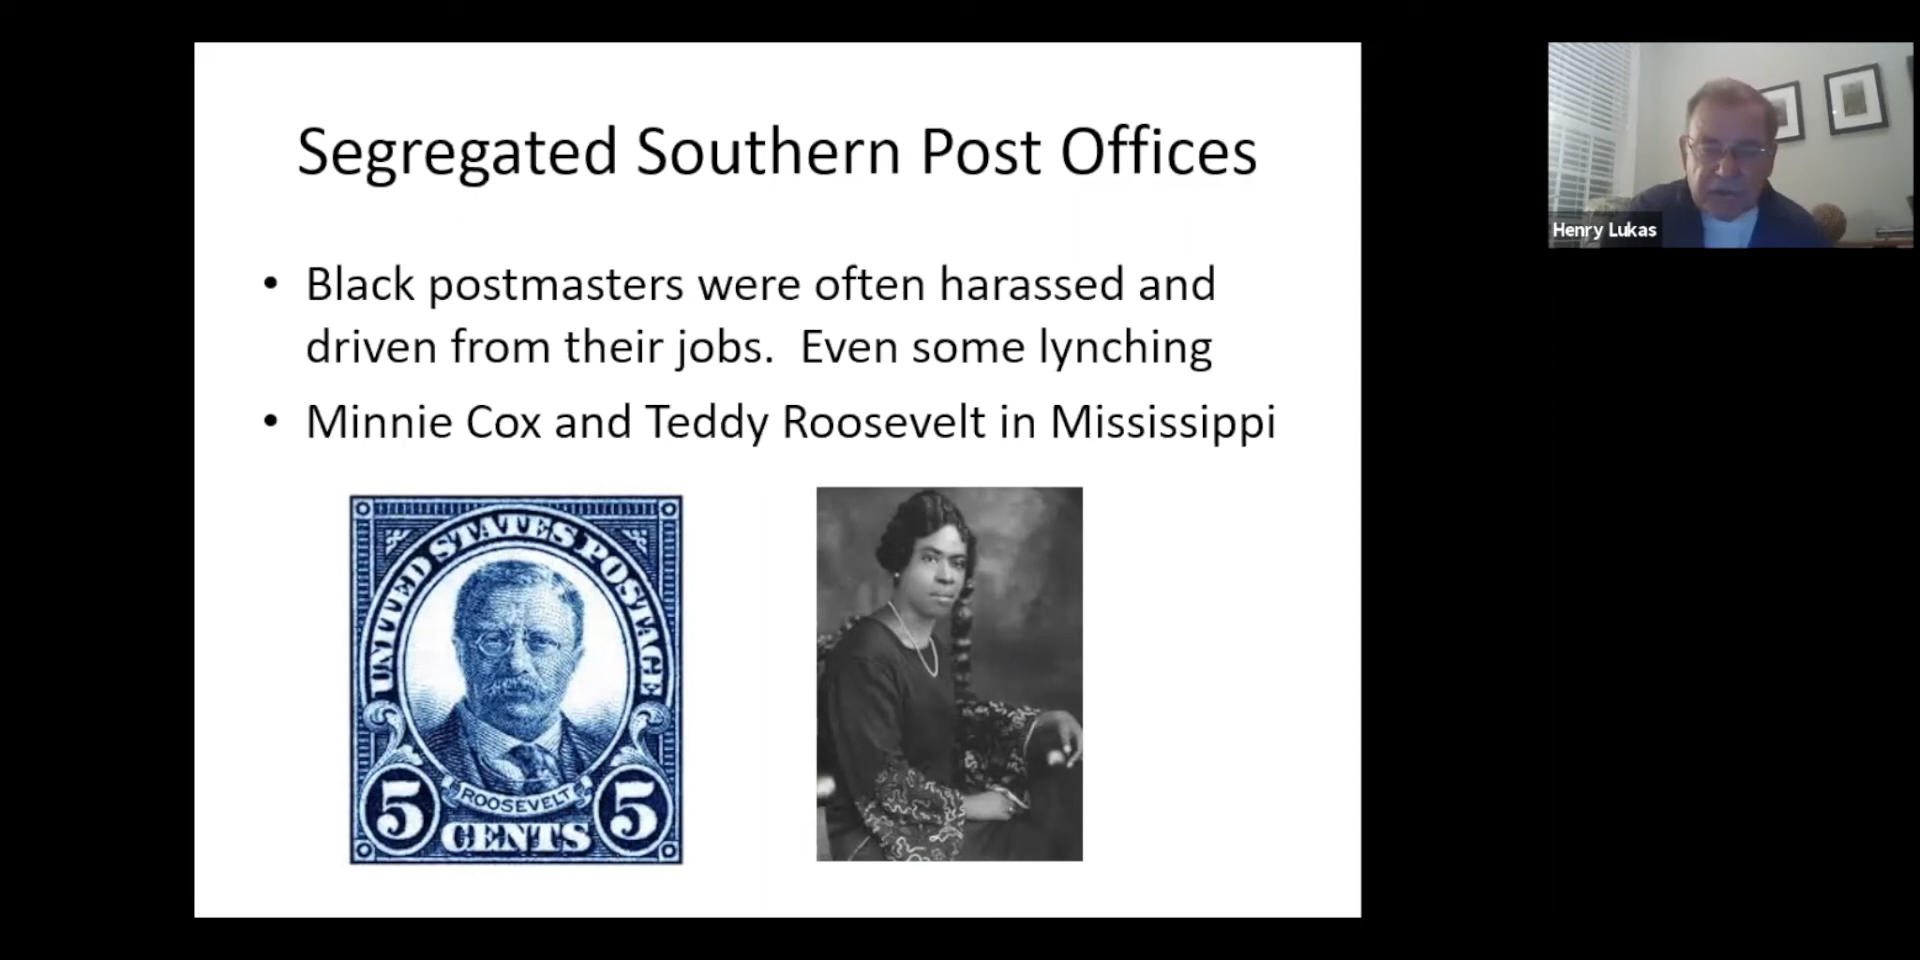 Segregated Southern Post Offices
• Black postmasters were often harassed and
driven from their jobs.  Even some lynching
• Minnie Cox and Teddy Roosevelt in Mississippi
UNITED STATES POSTAGE
ROOSEVELT
5 CENTS 5
Henry Lukas